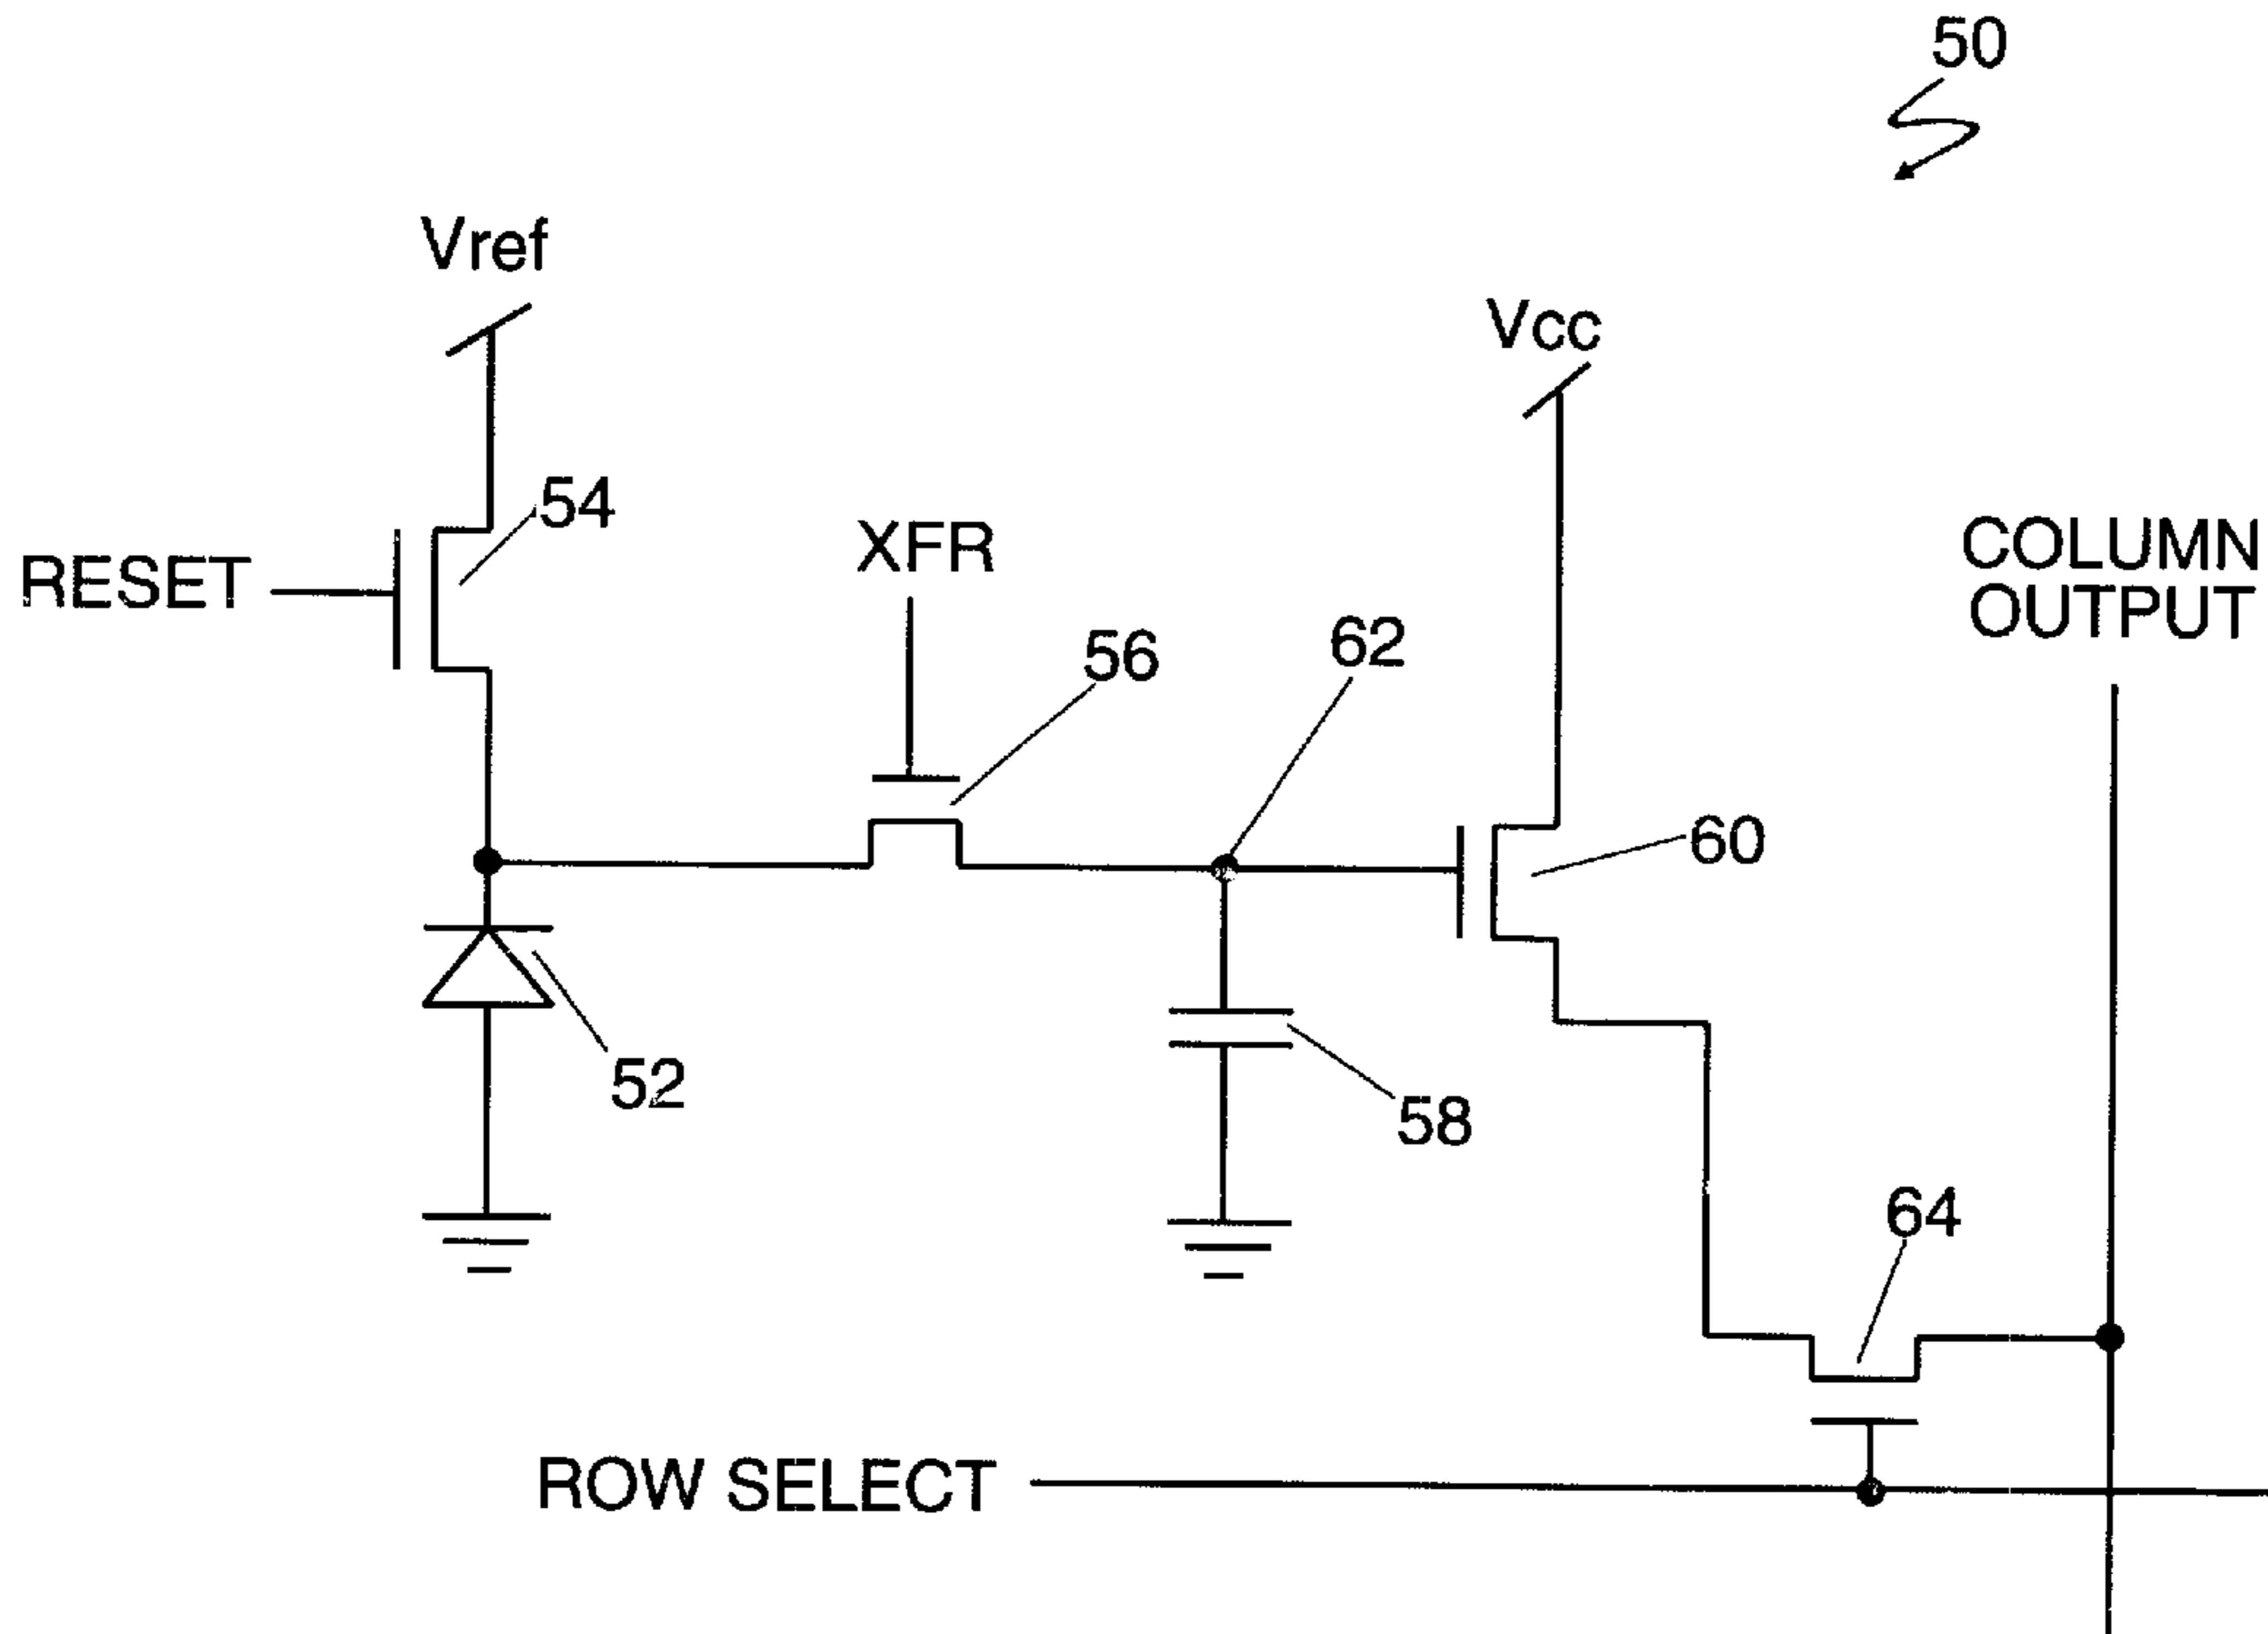 50
Vref
Vcc
54
RESET
XFR
COLUMN
OUTPUT
56
62
60
52
58
64
ROW SELECT